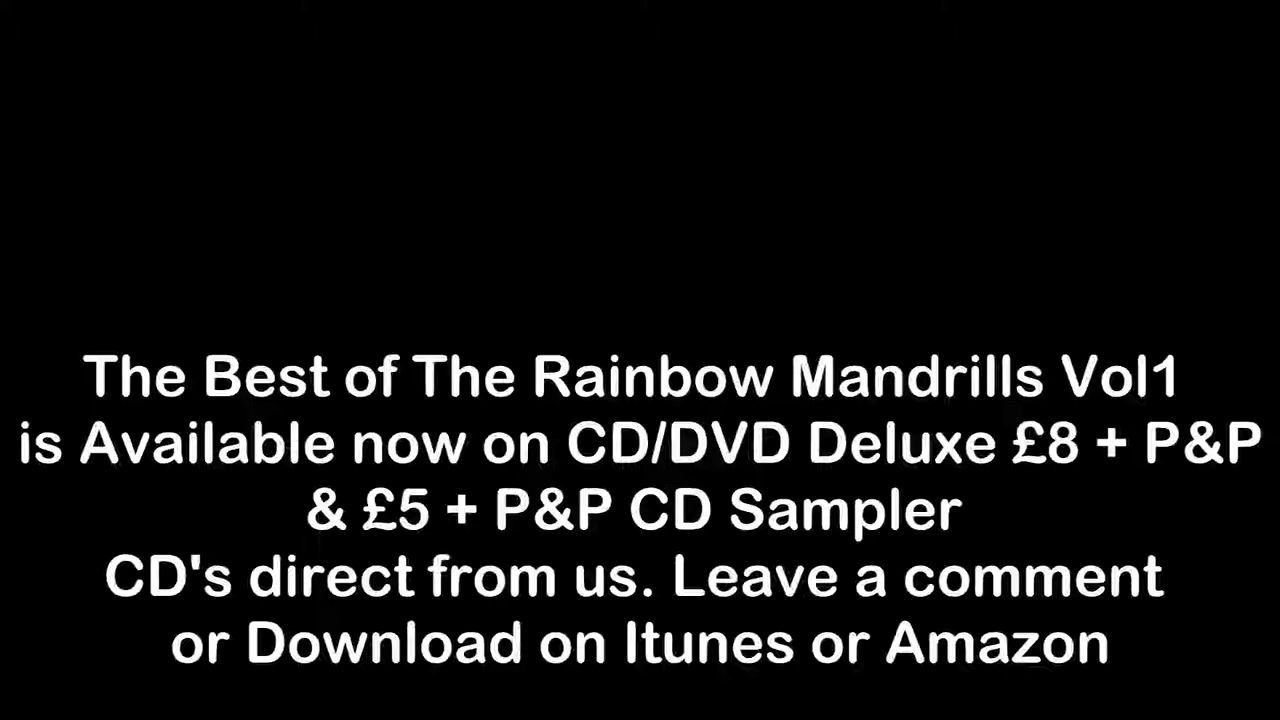 The Best of The Rainbow Mandrills Vol1
is Available now on CD/DVD Deluxe £8 + P&P
& £5 + P&P CD Sampler
CD's direct from us. Leave a comment
or Download on Itunes or Amazon